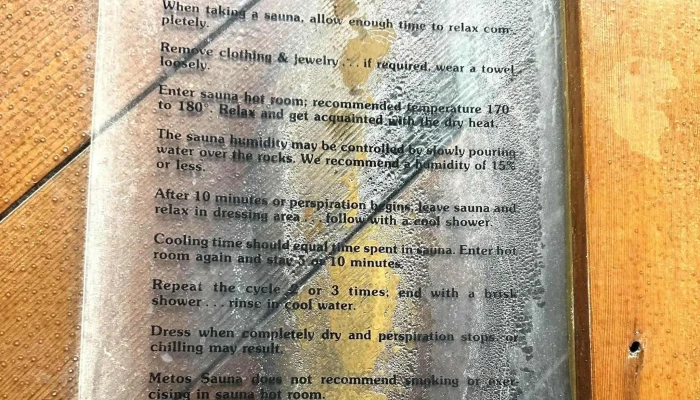 When taking a sauna, allow enough time to relax com-
pletely.
Remove clothing & jewelry . . . if required, wear a towel
loosely.
Enter sauna hot room; recommended temperature 170°
to 180°. Relax and get acquainted with the dry heat.
The sauna humidity may be controlled by slowly pouring
water over the rocks. We recommend a humidity of 15%
or less.
After 10 minutes or perspiration begins, leave sauna and
relax in dressing area . . . follow with a cool shower.
Cooling time should equal time spent in sauna. Enter hot
room again and stay 5 or 10 minutes.
Repeat the cycle 2 or 3 times; end with a brisk
shower . . . rinse in cool water.
Dress when completely dry and perspiration stops, or
chilling may result.
Metos Sauna does not recommend smoking or exer-
cising in sauna hot room.